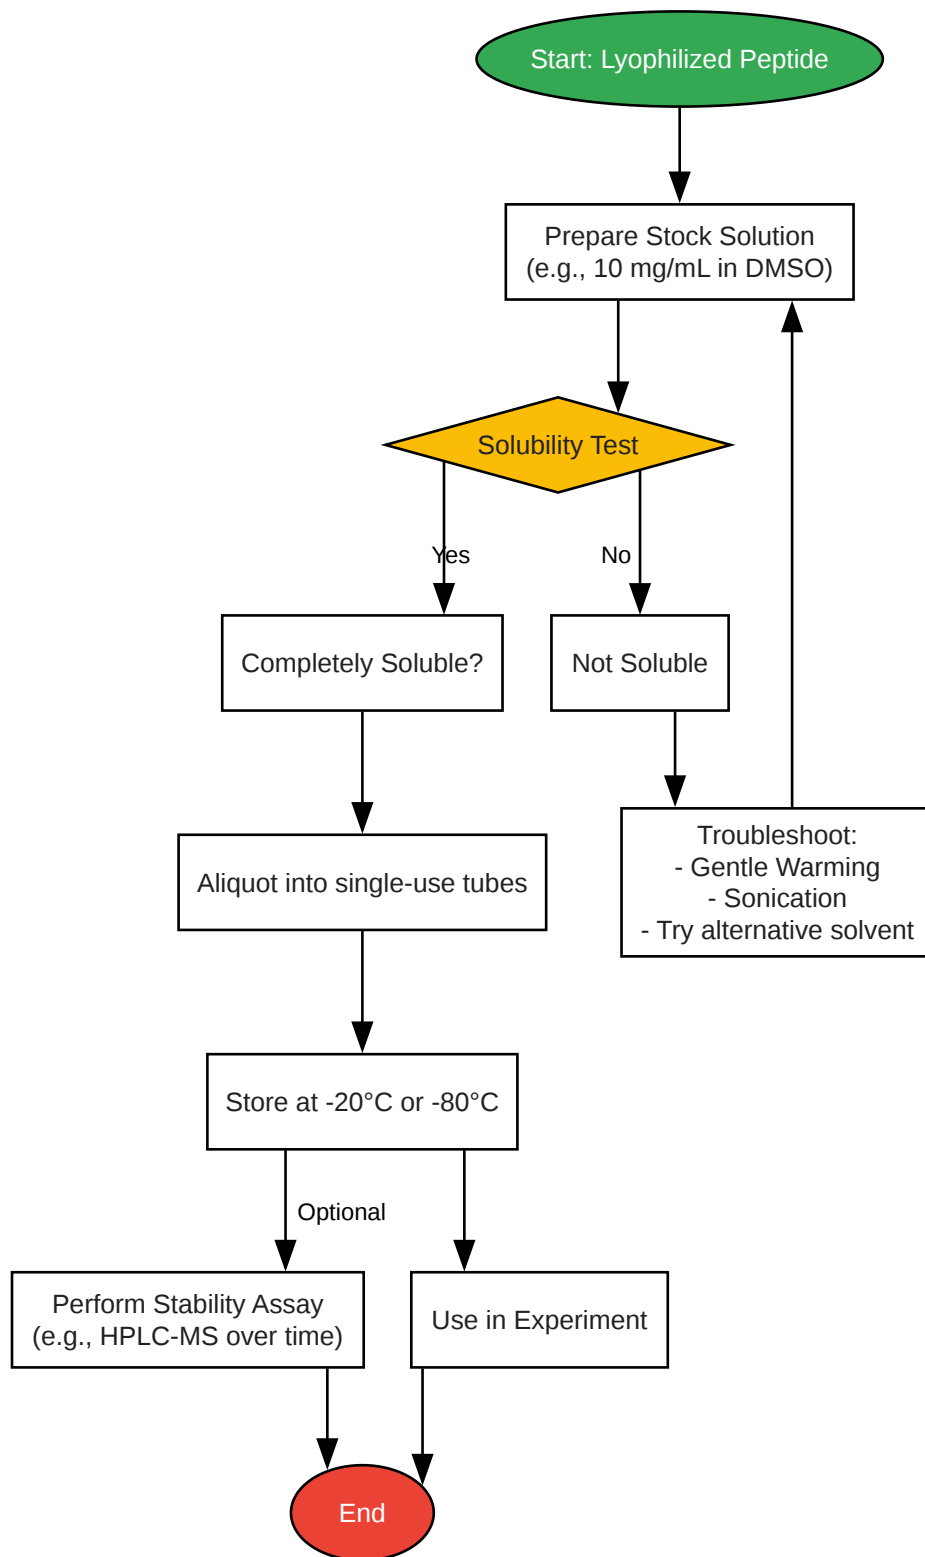 Start: Lyophilized Peptide
Prepare Stock Solution
(e.g., 10 mg/mL in DMSO)
Solubility Test
Yes
No
Completely Soluble?
Not Soluble
Troubleshoot:
- Gentle Warming
- Sonication
- Try alternative solvent
Aliquot into single-use tubes
Store at -20°C or -80°C
Optional
Perform Stability Assay
(e.g., HPLC-MS over time)
Use in Experiment
End